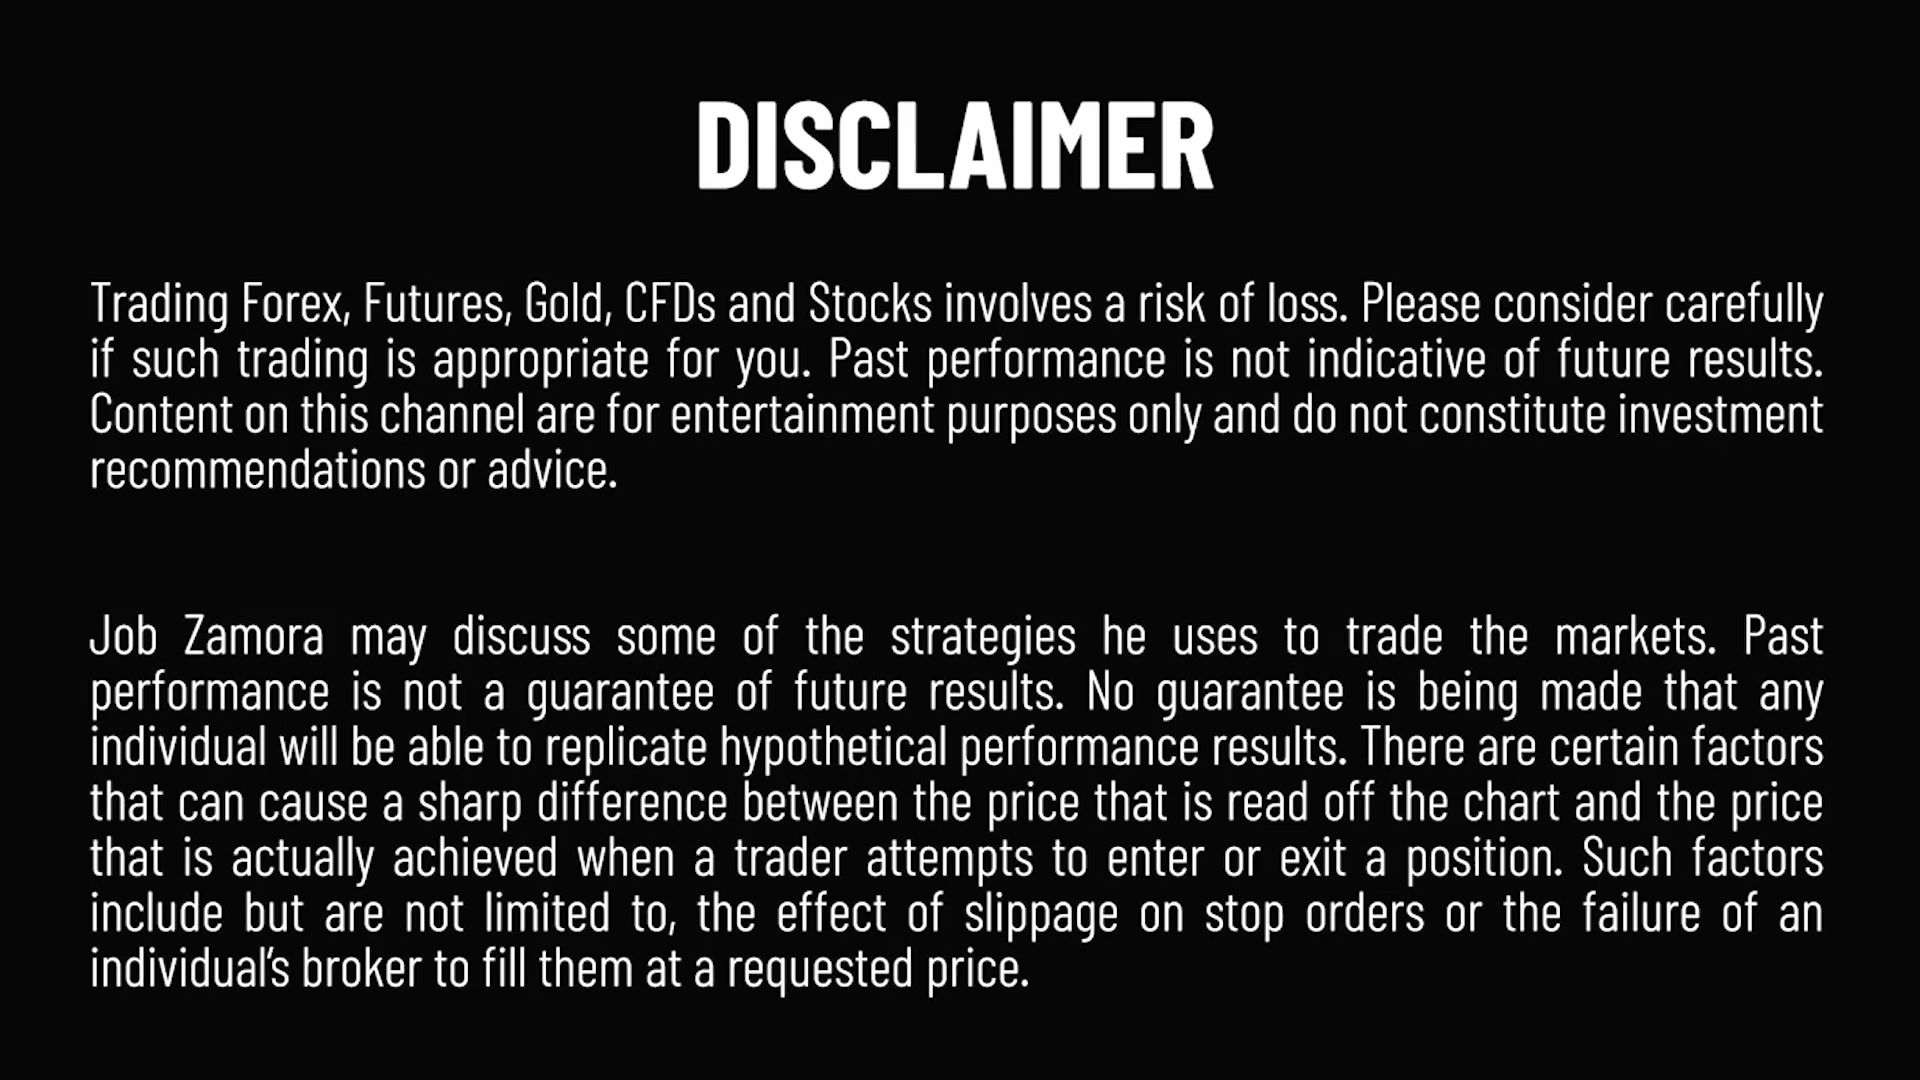 DISCLAIMER
Trading Forex, Futures, Gold, CFDs and Stocks involves a risk of loss. Please consider carefully
if such trading is appropriate for you. Past performance is not indicative of future results.
Content on this channel are for entertainment purposes only and do not constitute investment
recommendations or advice.
Job Zamora may discuss some of the strategies he uses to trade the markets. Past
performance is not a guarantee of future results. No guarantee is being made that any
individual will be able to replicate hypothetical performance results. There are certain factors
that can cause a sharp difference between the price that is read off the chart and the price
that is actually achieved when a trader attempts to enter or exit a position. Such factors
include but are not limited to, the effect of slippage on stop orders or the failure of an
individual's broker to fill them at a requested price.